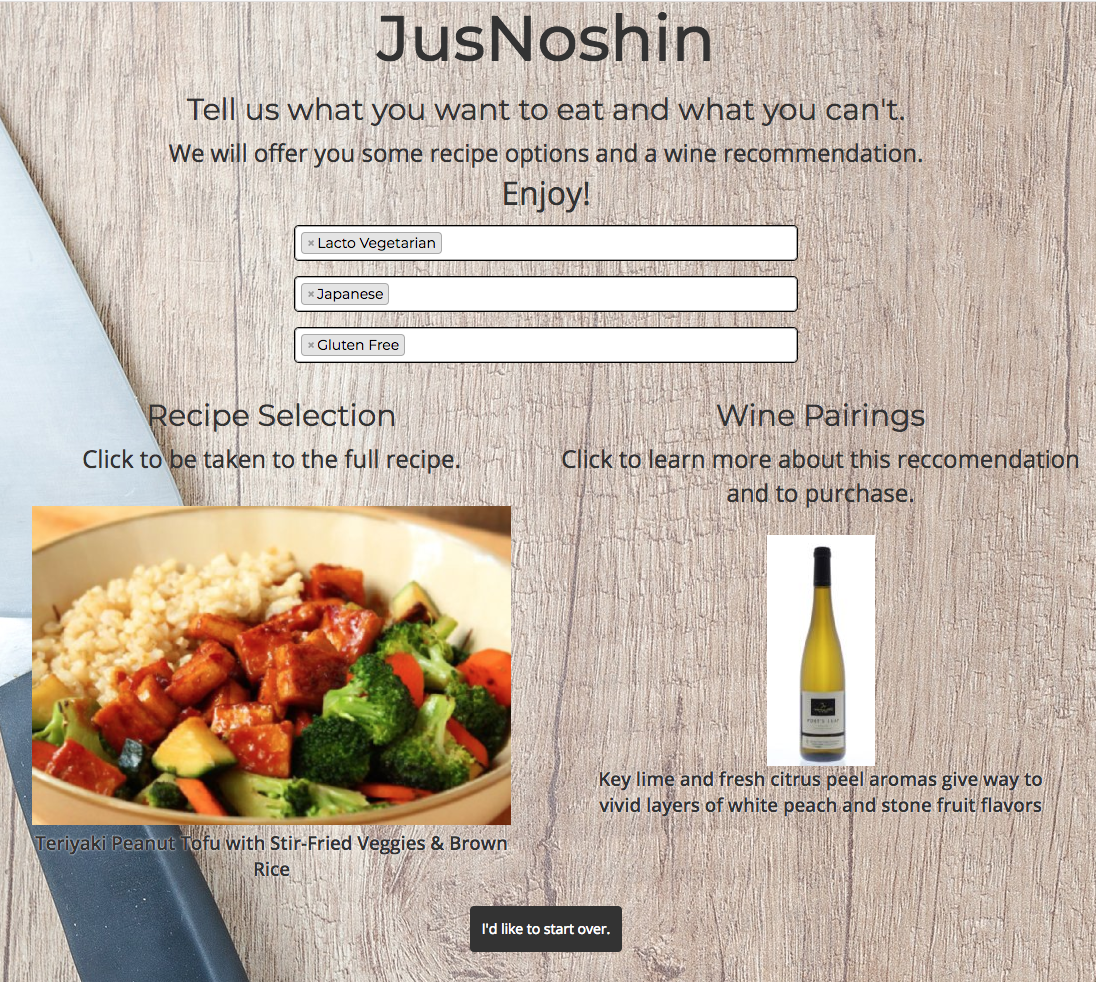 JusNoshin
Tell us what you want to eat and what you can't.
We will offer you some recipe options and a wine recommendation.
Enjoy!
× Lacto Vegetarian
× Japanese
× Gluten Free
Recipe Selection
Click to be taken to the full recipe.
Teriyaki Peanut Tofu with Stir-Fried Veggies & Brown
Rice
Wine Pairings
Click to learn more about this reccomendation
and to purchase.
Key lime and fresh citrus peel aromas give way to
vivid layers of white peach and stone fruit flavors
I'd like to start over.